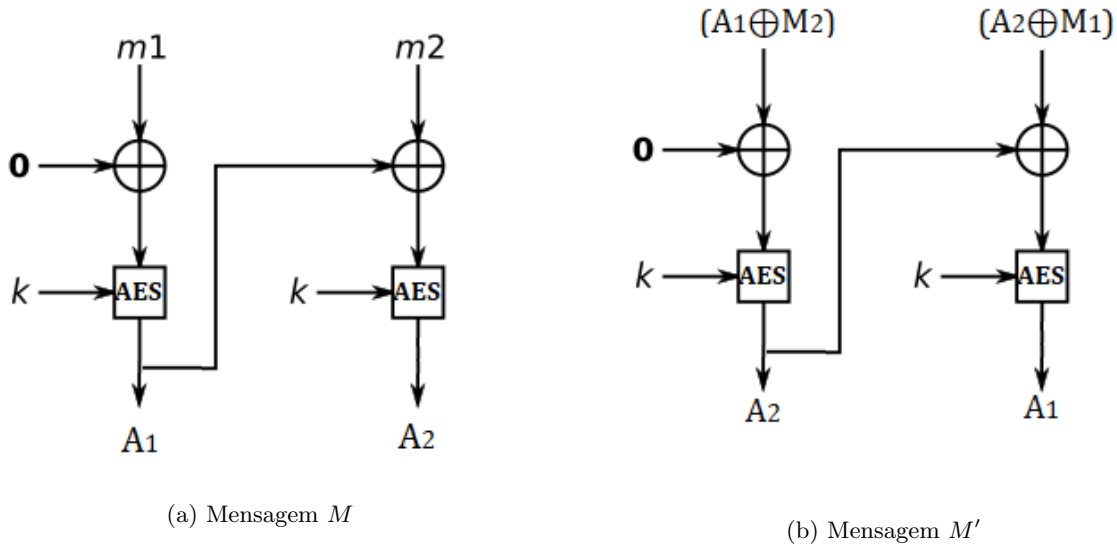 m1 m2
0
k AES k AES
A1 A2
(a) Mensagem M
(A1⊕M2) (A2⊕M1)
0
k AES k AES
A2 A1
(b) Mensagem M′